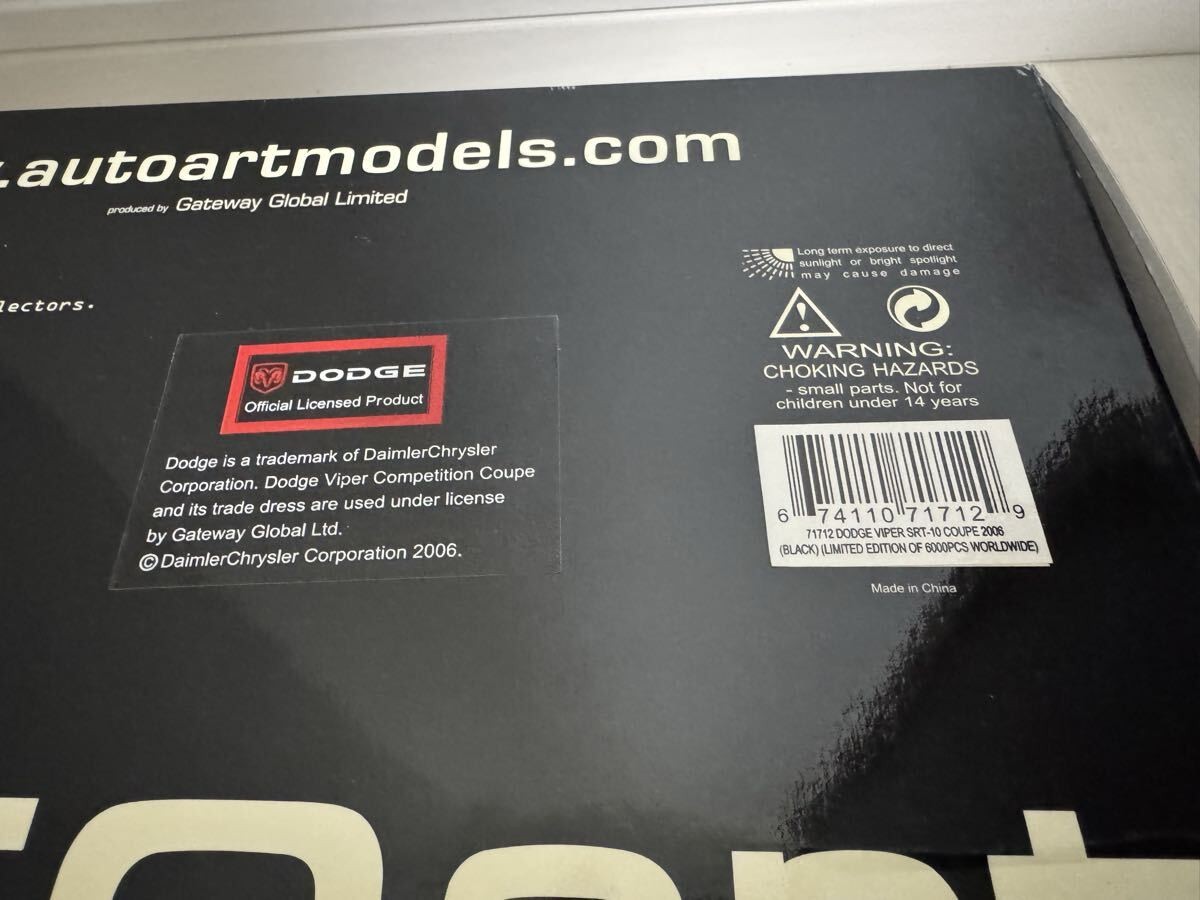 .autoartmodels.com
produced by Gateway Global Limited
lectors.
DODGE
Official Licensed Product
Dodge is a trademark of DaimlerChrysler
Corporation. Dodge Viper Competition Coupe
and its trade dress are used under license
by Gateway Global Ltd.
©DaimlerChrysler Corporation 2006.
Long term exposure to direct
sunlight or bright spotlight
may cause damage
WARNING:
CHOKING HAZARDS
- small parts. Not for
children under 14 years
6 74110 71712 9
71712 DODGE VIPER SRT-10 COUPE 2006
(BLACK) (LIMITED EDITION OF 6000PCS WORLDWIDE)
Made in China